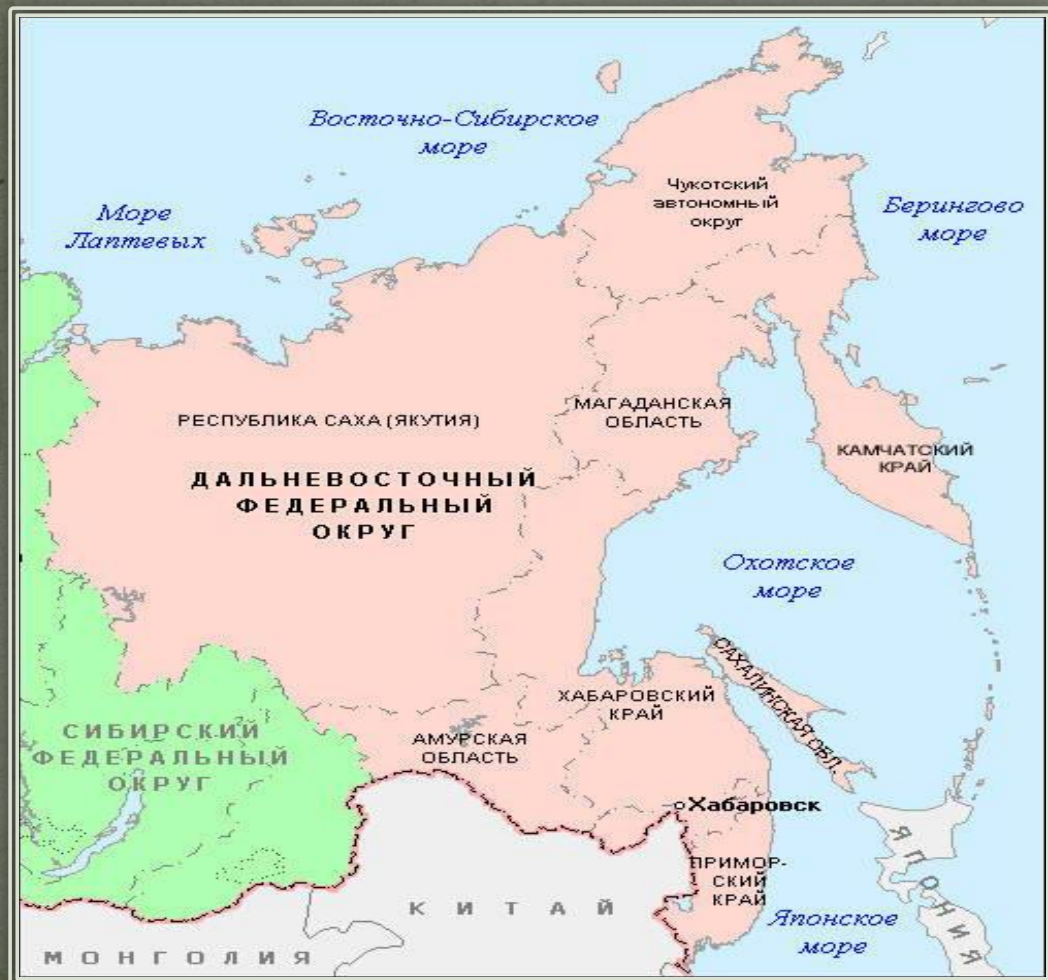 Восточно-Сибирское
море
Чукотский
автономный
округ
Берингово
море
Море
Лаптевых
РЕСПУБЛИКА САХА (ЯКУТИЯ)
МАГАДАНСКАЯ
ОБЛАСТЬ
КАМЧАТСКИЙ
КРАЙ
ДАЛЬНЕВОСТОЧНЫЙ
ФЕДЕРАЛЬНЫЙ
ОКРУГ
Охотское
море
САХАЛИНСКАЯ ОБЛ.
ХАБАРОВСКИЙ
КРАЙ
СИБИРСКИЙ
ФЕДЕРАЛЬНЫЙ
ОКРУГ
АМУРСКАЯ
ОБЛАСТЬ
Хабаровск
ЯПОНИЯ
ПРИМОР-
СКИЙ
КРАЙ
КИТАЙ
Японское
море
МОНГОЛИЯ